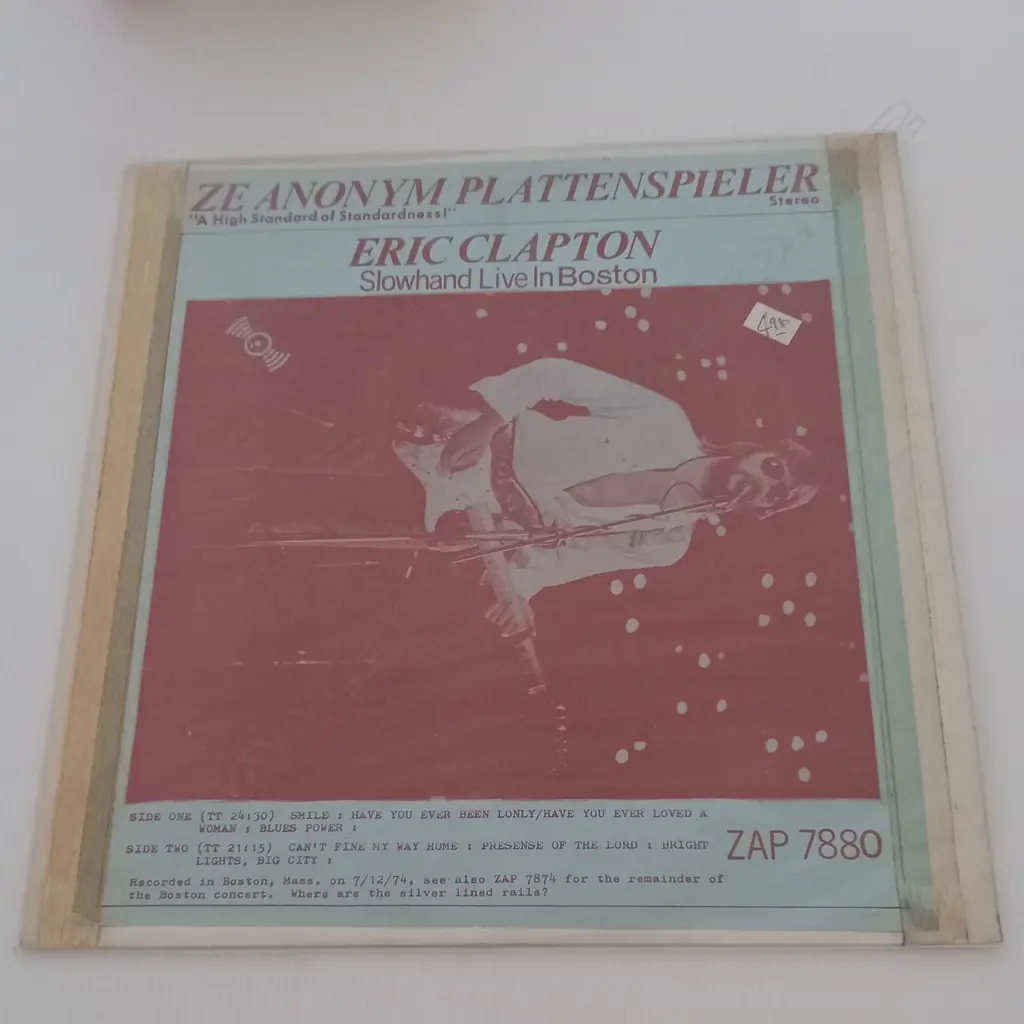 ZE ANONYM PLATTENSPIELER
"A High Standard of Standardness!"
Stereo
ERIC CLAPTON
Slowhand Live In Boston
SIDE ONE (TT 24:30) SMILE : HAVE YOU EVER BEEN LONLY/HAVE YOU EVER LOVED A
WOMAN : BLUES POWER :
SIDE TWO (TT 21:15) CAN'T FINE MY WAY HOME : PRESENSE OF THE LORD : BRIGHT
LIGHTS, BIG CITY :
ZAP 7880
Recorded in Boston, Mass. on 7/12/74, see also ZAP 7874 for the remainder of
the Boston concert. Where are the silver lined rails?